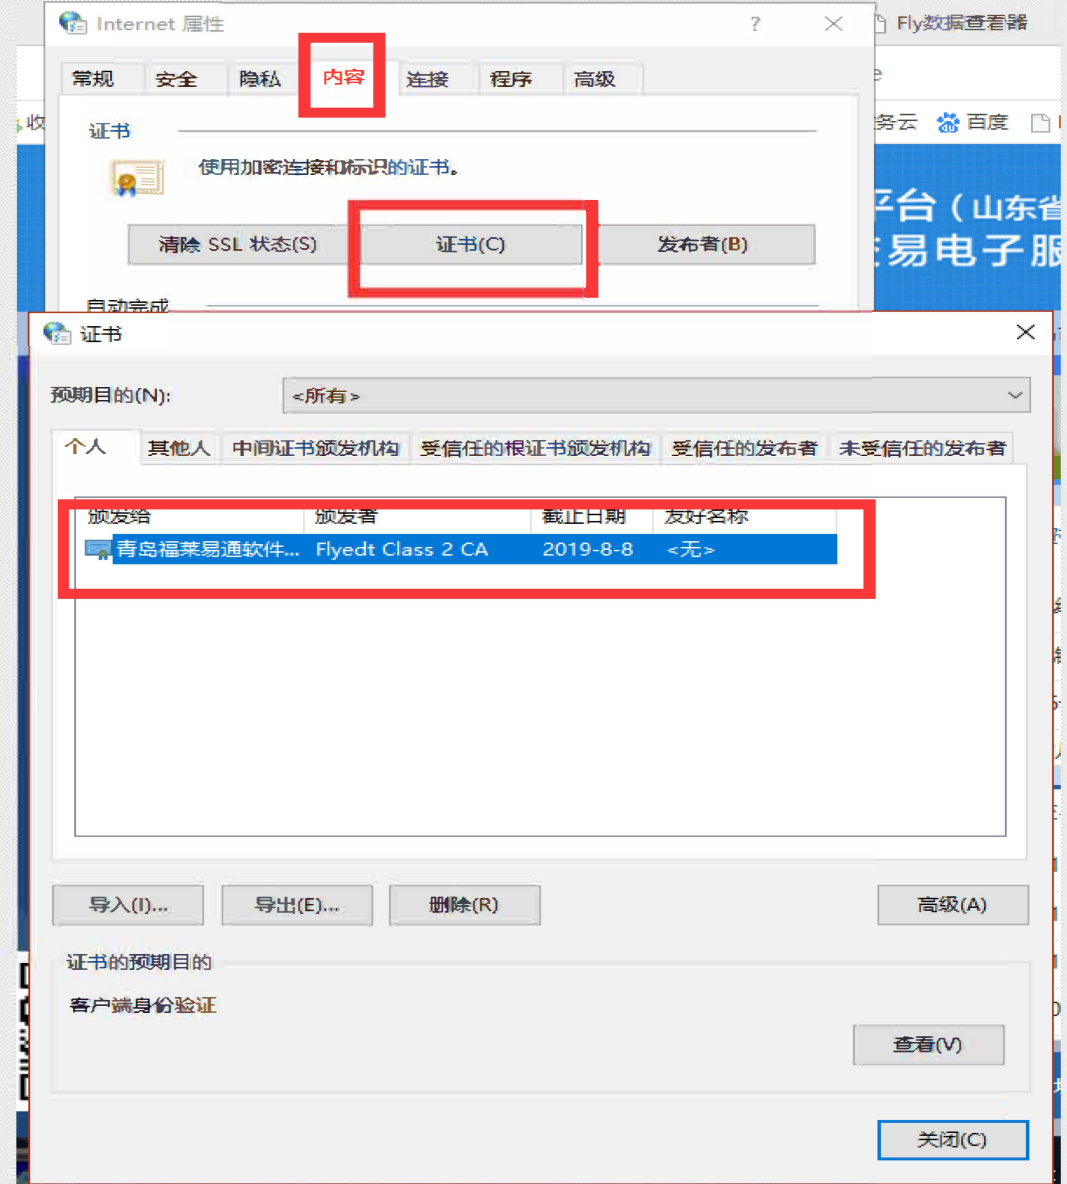 Internet 属性
?
Fly数据查看器
常规 安全 隐私 内容 连接 程序 高级
收
务云 百度
证书
使用加密连接和标识的证书。
平台（山东省
清除 SSL 状态(S) 证书(C) 发布者(B)
易电子服
自动完成
证书
预期目的(N): <所有>
个人 其他人 中间证书颁发机构 受信任的根证书颁发机构 受信任的发布者 未受信任的发布者
颁发给 颁发者 截止日期 友好名称
青岛福莱易通软件... Flyedt Class 2 CA 2019-8-8 <无>
导入(I)... 导出(E)... 删除(R) 高级(A)
证书的预期目的
客户端身份验证
查看(V)
关闭(C)